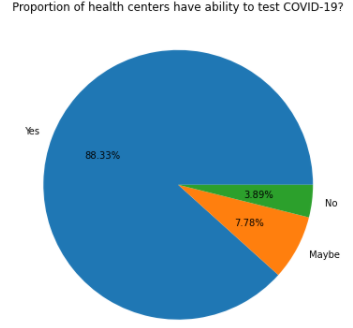 Proportion of health centers have ability to test COVID-19?
Yes
88.33%
3.89%
No
7.78%
Maybe